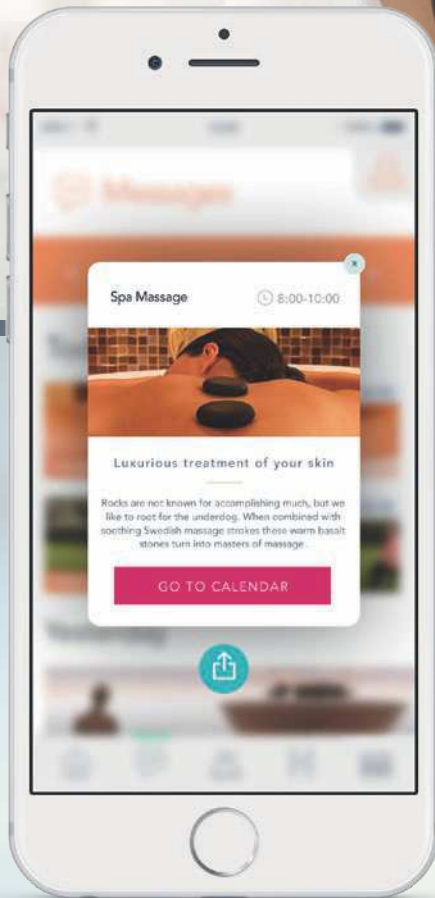 Messages
Spa Massage
8:00-10:00
Luxurious treatment of your skin
Rocks are not known for accomplishing much, but we
like to root for the underdog. When combined with
soothing Swedish massage strokes these warm basalt
stones turn into masters of massage.
GO TO CALENDAR